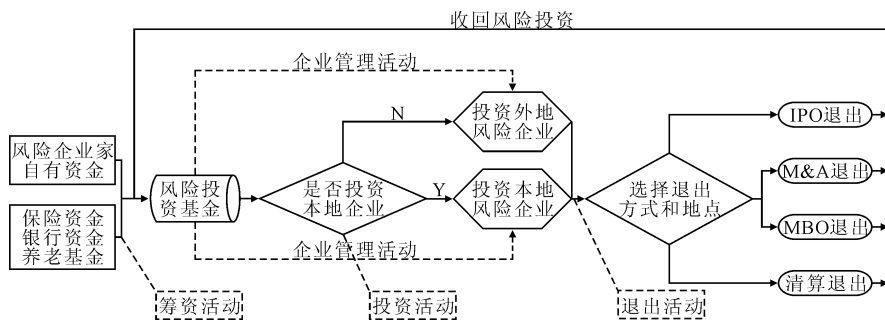 收回风险投资
企业管理活动
N
投资外地
风险企业
IPO退出
风险企业家
自有资金
风险投
资基金
是否投资
本地企业
Y
投资本地
风险企业
选择退出
方式和地点
M&A退出
保险资金
银行资金
养老基金
MBO退出
企业管理活动
清算退出
筹资活动
投资活动
退出活动